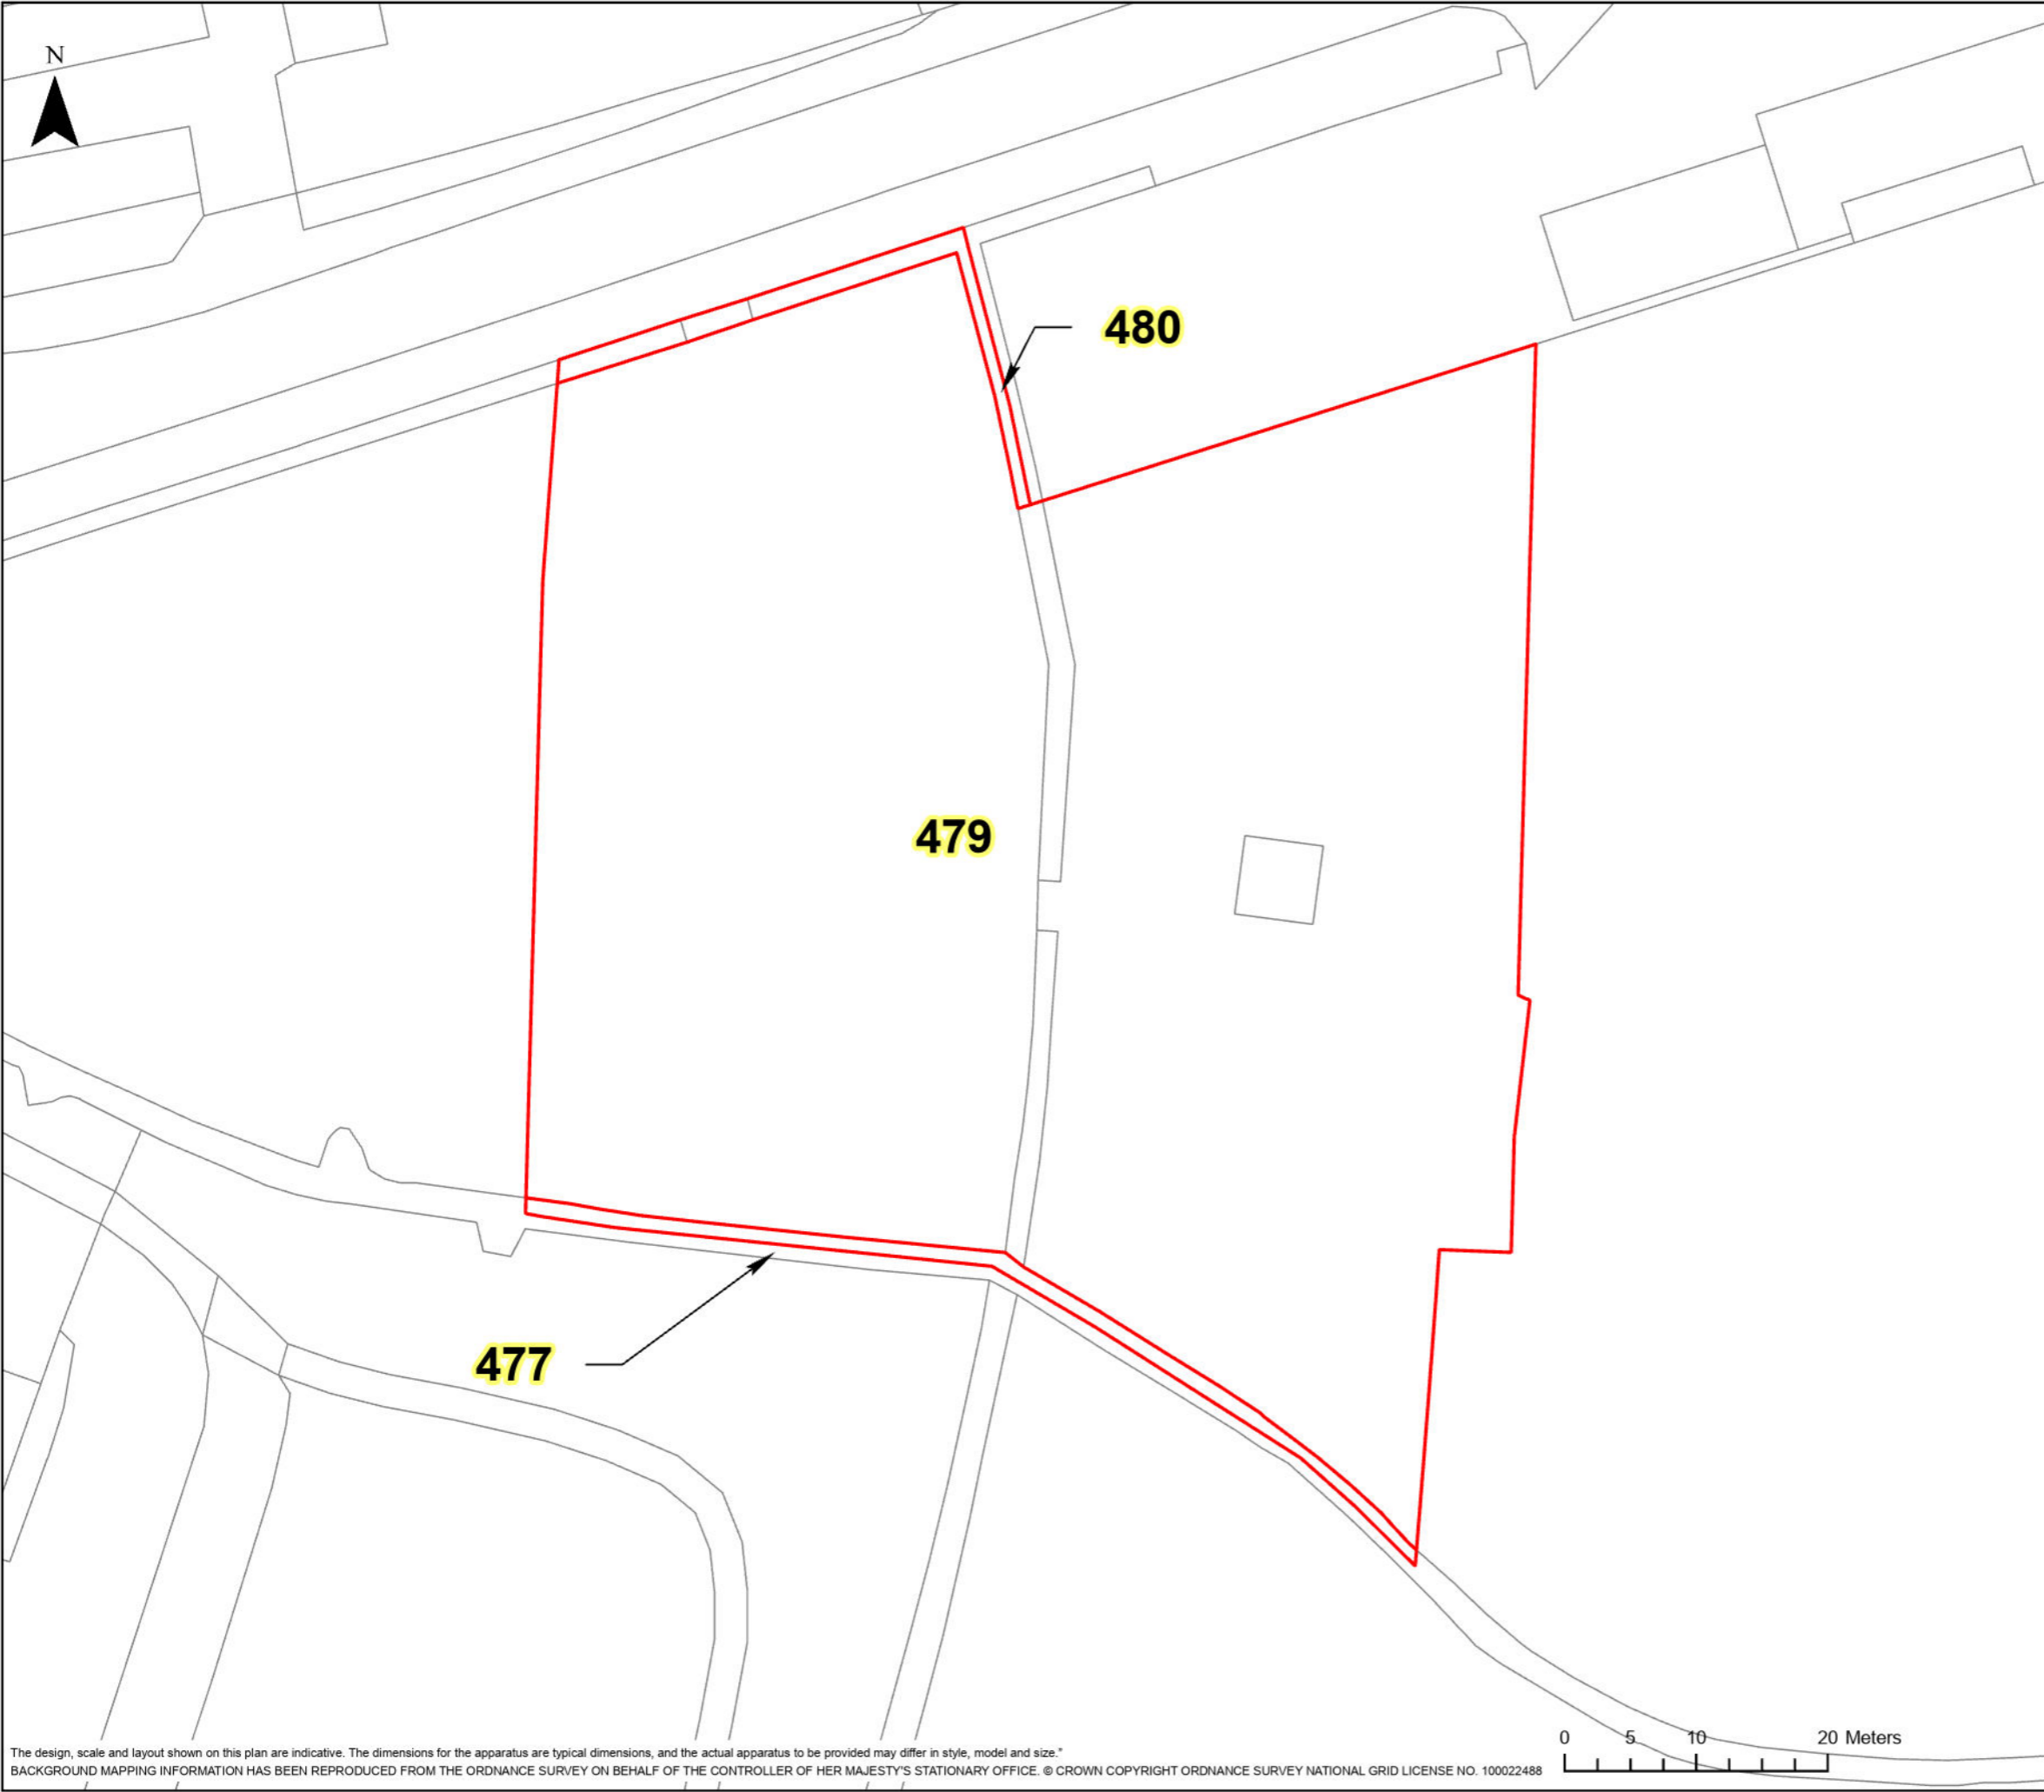 N
480
479
477
0 5 10 20 Meters
The design, scale and layout shown on this plan are indicative. The dimensions for the apparatus are typical dimensions, and the actual apparatus to be provided may differ in style, model and size."
BACKGROUND MAPPING INFORMATION HAS BEEN REPRODUCED FROM THE ORDNANCE SURVEY ON BEHALF OF THE CONTROLLER OF HER MAJESTY'S STATIONARY OFFICE. © CROWN COPYRIGHT ORDNANCE SURVEY NATIONAL GRID LICENSE NO. 100022488